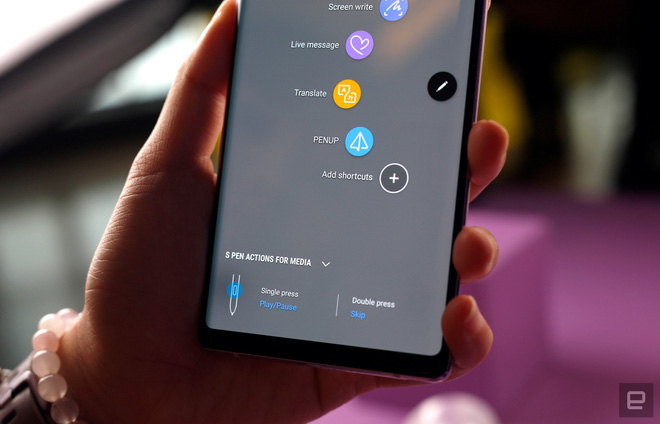 Screen write
Live message
Translate
PENUP
Add shortcuts
S PEN ACTIONS FOR MEDIA
Single press
Play/Pause
Double press
Skip